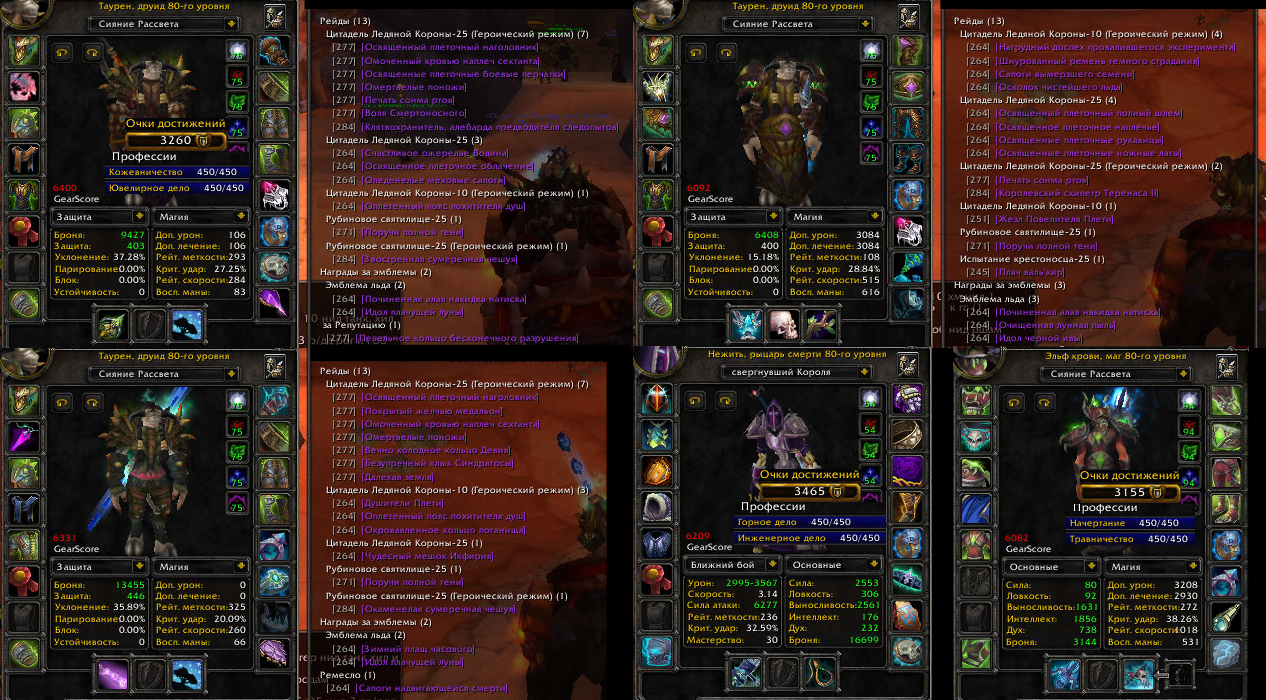 Таурен, друид 80-го уровня
Сияние Рассвета
75
75
75
Очки достижений
3260
Профессии
Кожевничество 450/450
Ювелирное дело 450/450
6400
GearScore
Защита
Магия
Броня: 9427
Защита: 403
Уклонение: 37.28%
Парирование: 0.00%
Блок: 0.00%
Устойчивость: 0
Доп. урон: 106
Доп. лечение: 106
Рейт. меткости: 293
Крит. удар: 27.25%
Рейт. скорости: 284
Восп. маны: 83
Рейды (13)
Цитадель Ледяной Короны-25 (Героический режим) (7)
[277] [Освященный плеточный наголовник]
[277] [Омоченный кровью наплеч сектанта]
[277] [Освященные плеточные боевые перчатки]
[277] [Омертвелые поножи]
[277] [Печать сонма ртов]
[277] [Воля Смертоносного]
[284] [Клятвохранитель, алебарда предводителя следопытов]
Цитадель Ледяной Короны-25 (3)
[264] [Счастливое ожерелье Водина]
[264] [Освященное плеточное облачение]
[264] [Оледенелые меховые сапоги]
Цитадель Ледяной Короны-10 (Героический режим) (1)
[264] [Оплетенный пояс похитителя душ]
Рубиновое святилище-25 (1)
[271] [Поручи полной тени]
Рубиновое святилище-25 (Героический режим) (1)
[284] [Заостренная сумеречная чешуя]
Награды за эмблемы (2)
Эмблема льда (2)
[264] [Починенная алая накидка натиска]
[264] [Идол плачущей луны]
за Репутацию (1)
[277] [Пепельное кольцо бесконечного разрушения]
Таурен, друид 80-го уровня
Сияние Рассвета
75
75
75
6092
GearScore
Защита
Магия
Броня: 6408
Защита: 400
Уклонение: 15.18%
Парирование: 0.00%
Блок: 0.00%
Устойчивость: 0
Доп. урон: 3084
Доп. лечение: 3084
Рейт. меткости: 108
Крит. удар: 28.84%
Рейт. скорости: 515
Восп. маны: 616
Рейды (13)
Цитадель Ледяной Короны-10 (Героический режим) (4)
[264] [Нагрудный доспех провалившегося эксперимента]
[264] [Шнурованный ремень темного страдания]
[264] [Сапоги вымерзшего семени]
[264] [Осколок чистейшего льда]
Цитадель Ледяной Короны-25 (4)
[264] [Освященный плеточный полный шлем]
[264] [Освященное плеточное наплечье]
[264] [Освященные плеточные рукавицы]
[264] [Освященные плеточные ножные латы]
Цитадель Ледяной Короны-25 (Героический режим) (2)
[277] [Печать сонма ртов]
[284] [Королевский скипетр Теренаса II]
Цитадель Ледяной Короны-10 (1)
[251] [Жезл Повелителя Плети]
Рубиновое святилище-25 (1)
[271] [Поручи полной тени]
Испытание крестоносца-25 (1)
[245] [Плач валь'кир]
Награды за эмблемы (3)
Эмблема льда (3)
[264] [Починенная алая накидка натиска]
[264] [Очищенная лунная пыль]
[264] [Идол черной ивы]
Таурен, друид 80-го уровня
Сияние Рассвета
75
75
75
6331
GearScore
Защита
Магия
Броня: 13455
Защита: 446
Уклонение: 35.89%
Парирование: 0.00%
Блок: 0.00%
Устойчивость: 0
Доп. урон: 0
Доп. лечение: 0
Рейт. меткости: 325
Крит. удар: 20.09%
Рейт. скорости: 260
Восп. маны: 66
Рейды (13)
Цитадель Ледяной Короны-25 (Героический режим) (7)
[277] [Освященный плеточный наголовник]
[277] [Покрытый желчью медальон]
[277] [Омоченный кровью наплеч сектанта]
[277] [Омертвелые поножи]
[277] [Вечно холодное кольцо Девия]
[277] [Безупречный клык Синдрагосы]
[277] [Далекая земля]
Цитадель Ледяной Короны-10 (Героический режим) (3)
[264] [Душители Плети]
[264] [Оплетенный пояс похитителя душ]
[264] [Окровавленное кольцо поганища]
Цитадель Ледяной Короны-25 (1)
[264] [Чудесный мешок Икфирия]
Рубиновое святилище-25 (1)
[271] [Поручи полной тени]
Рубиновое святилище-25 (Героический режим) (1)
[284] [Окаменелая сумеречная чешуя]
Награды за эмблемы (2)
Эмблема льда (2)
[264] [Зимний плащ часового]
[264] [Идол плачущей луны]
Ремесло (1)
[264] [Сапоги надвигающейся смерти]
Нежить, рыцарь смерти 80-го уровня
свергнувший Короля
54
54
54
Очки достижений
3465
Профессии
Горное дело 450/450
Инженерное дело 450/450
6209
GearScore
Ближний бой
Основные
Урон: 2995-3567
Скорость: 3.14
Сила атаки: 6277
Рейт. меткости: 236
Крит. удар: 32.59%
Мастерство: 30
Сила: 2553
Ловкость: 306
Выносливость: 2561
Интеллект: 176
Дух: 232
Броня: 16699
Эльф крови, маг 80-го уровня
Сияние Рассвета
94
94
94
Очки достижений
3155
Профессии
Начертание 450/450
Травничество 450/450
6082
GearScore
Основные
Магия
Сила: 80
Ловкость: 92
Выносливость: 1631
Интеллект: 1856
Дух: 738
Броня: 3144
Доп. урон: 3208
Доп. лечение: 2930
Рейт. меткости: 272
Крит. удар: 38.26%
Рейт. скорости: 1018
Восп. маны: 531